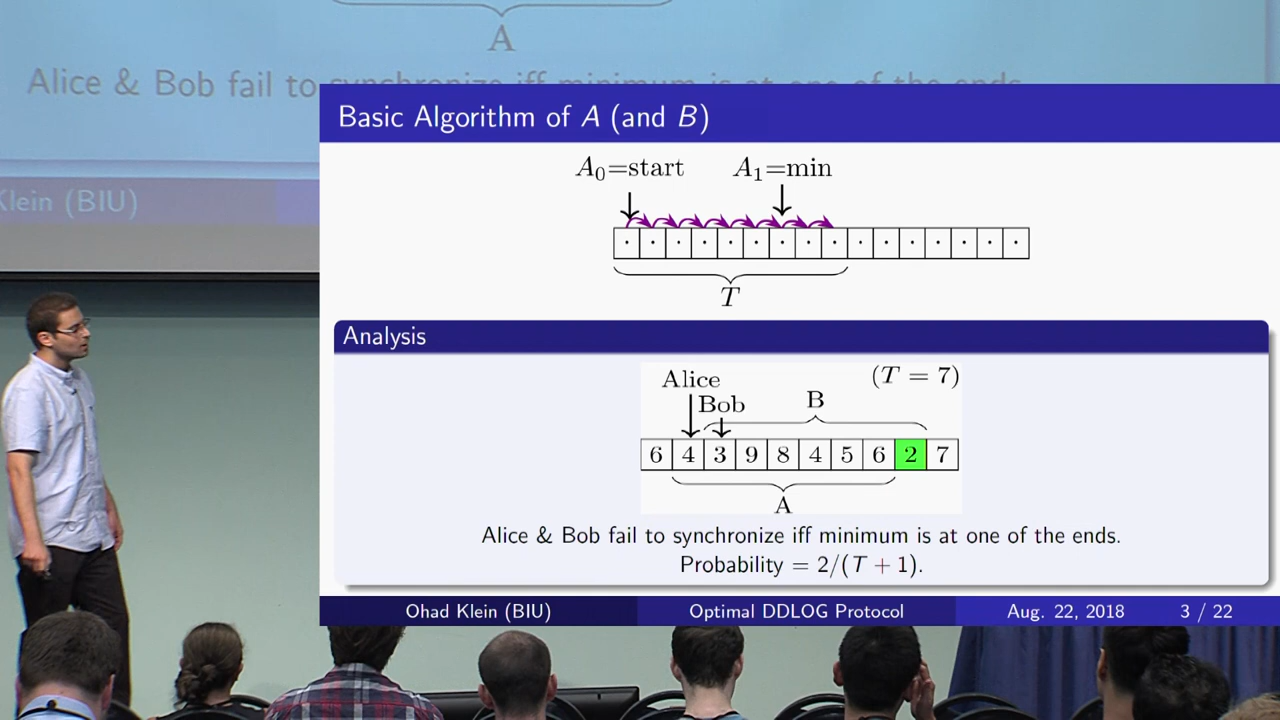 A
Alice & Bob fail to synchronize iff minimum is at one of the ends.
Klein (BIU)
Basic Algorithm of A (and B)
A₀=start A₁=min
T
Analysis
(T = 7)
Alice
Bob B
6 4 3 9 8 4 5 6 2 7
A
Alice & Bob fail to synchronize iff minimum is at one of the ends.
Probability = 2/(T + 1).
Ohad Klein (BIU) Optimal DDLOG Protocol Aug. 22, 2018 3 / 22